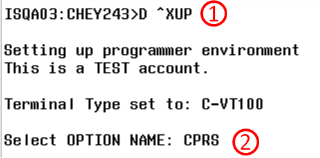 ISQA03:CHEY243>D ^XUP ①
Setting up programmer environment
This is a TEST account.
Terminal Type set to: C-VT100
Select OPTION NAME: CPRS ②